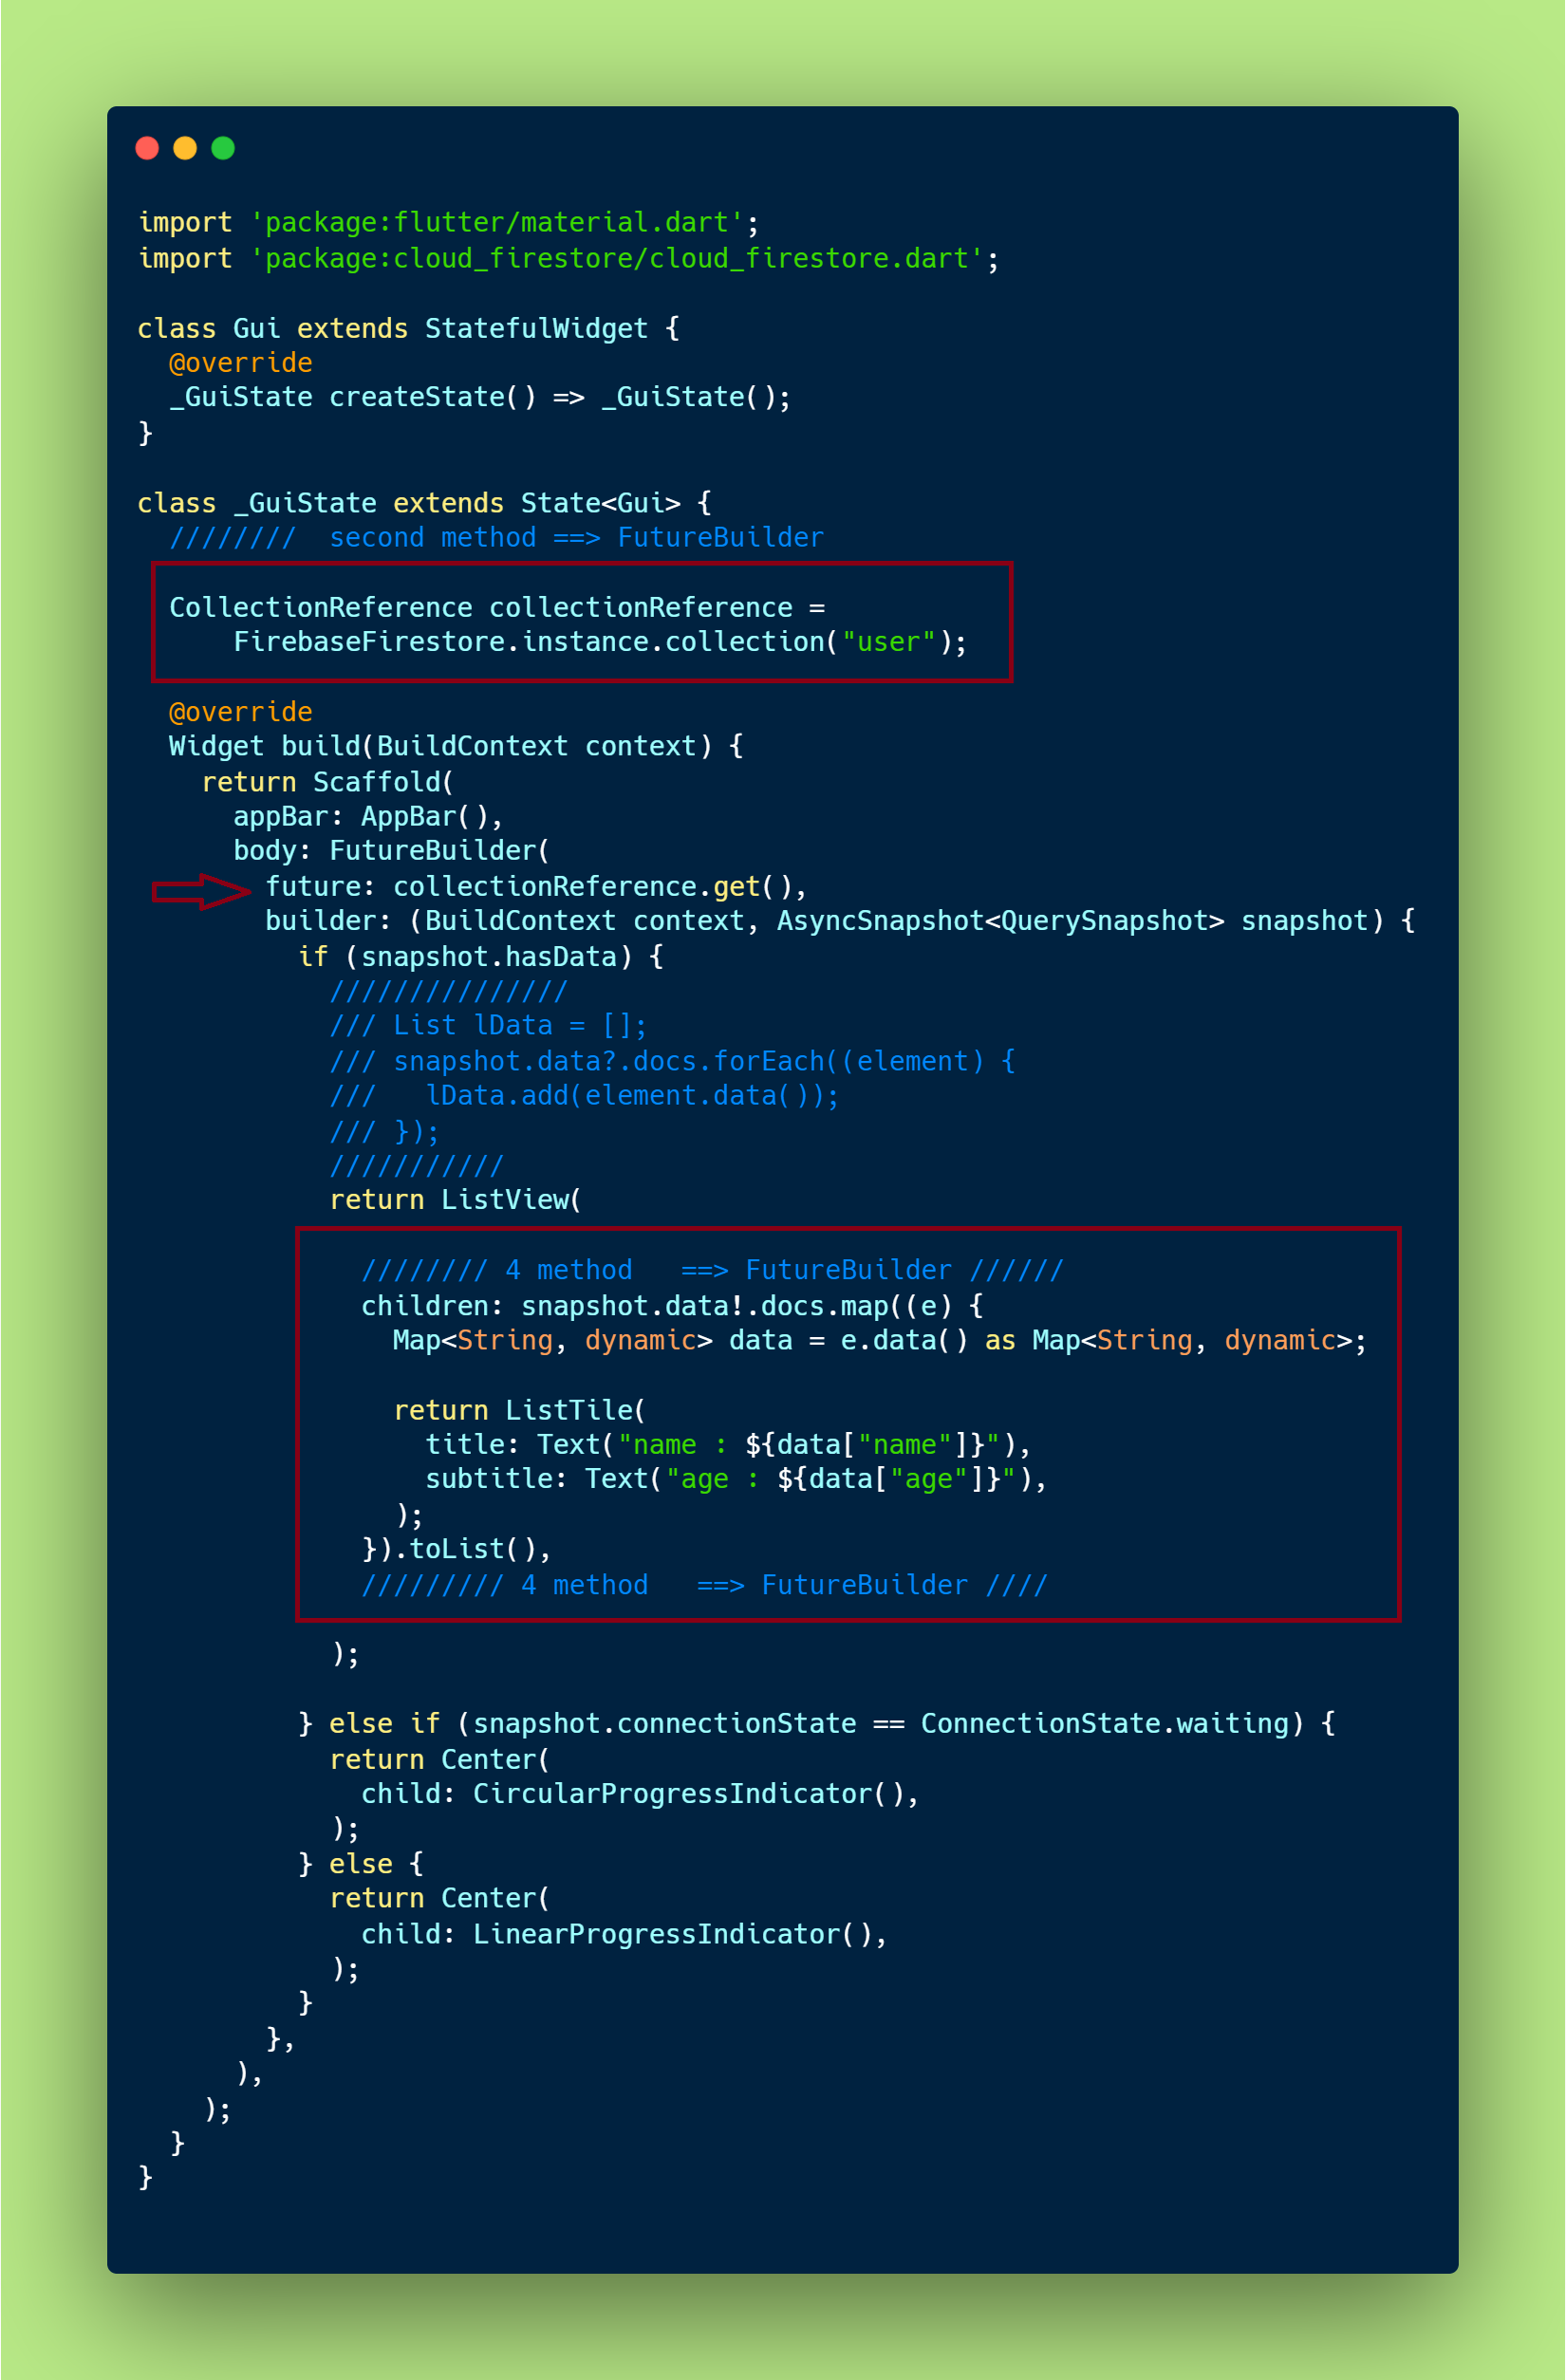 import 'package:flutter/material.dart';
import 'package:cloud_firestore/cloud_firestore.dart';

class Gui extends StatefulWidget {
  @override
  _GuiState createState() => _GuiState();
}

class _GuiState extends State<Gui> {
  ////////  second method ==> FutureBuilder

  CollectionReference collectionReference =
      FirebaseFirestore.instance.collection("user");

  @override
  Widget build(BuildContext context) {
    return Scaffold(
      appBar: AppBar(),
      body: FutureBuilder(
        future: collectionReference.get(),
        builder: (BuildContext context, AsyncSnapshot<QuerySnapshot> snapshot) {
          if (snapshot.hasData) {
            ///////////////
            /// List lData = [];
            /// snapshot.data?.docs.forEach((element) {
            ///   lData.add(element.data());
            /// });
            ///////////
            return ListView(

              //////// 4 method   ==> FutureBuilder //////
              children: snapshot.data!.docs.map((e) {
                Map<String, dynamic> data = e.data() as Map<String, dynamic>;

                return ListTile(
                  title: Text("name : ${data["name"]}"),
                  subtitle: Text("age : ${data["age"]}"),
                );
              }).toList(),
              ///////// 4 method   ==> FutureBuilder ////

            );

          } else if (snapshot.connectionState == ConnectionState.waiting) {
            return Center(
              child: CircularProgressIndicator(),
            );
          } else {
            return Center(
              child: LinearProgressIndicator(),
            );
          }
        },
      ),
    );
  }
}